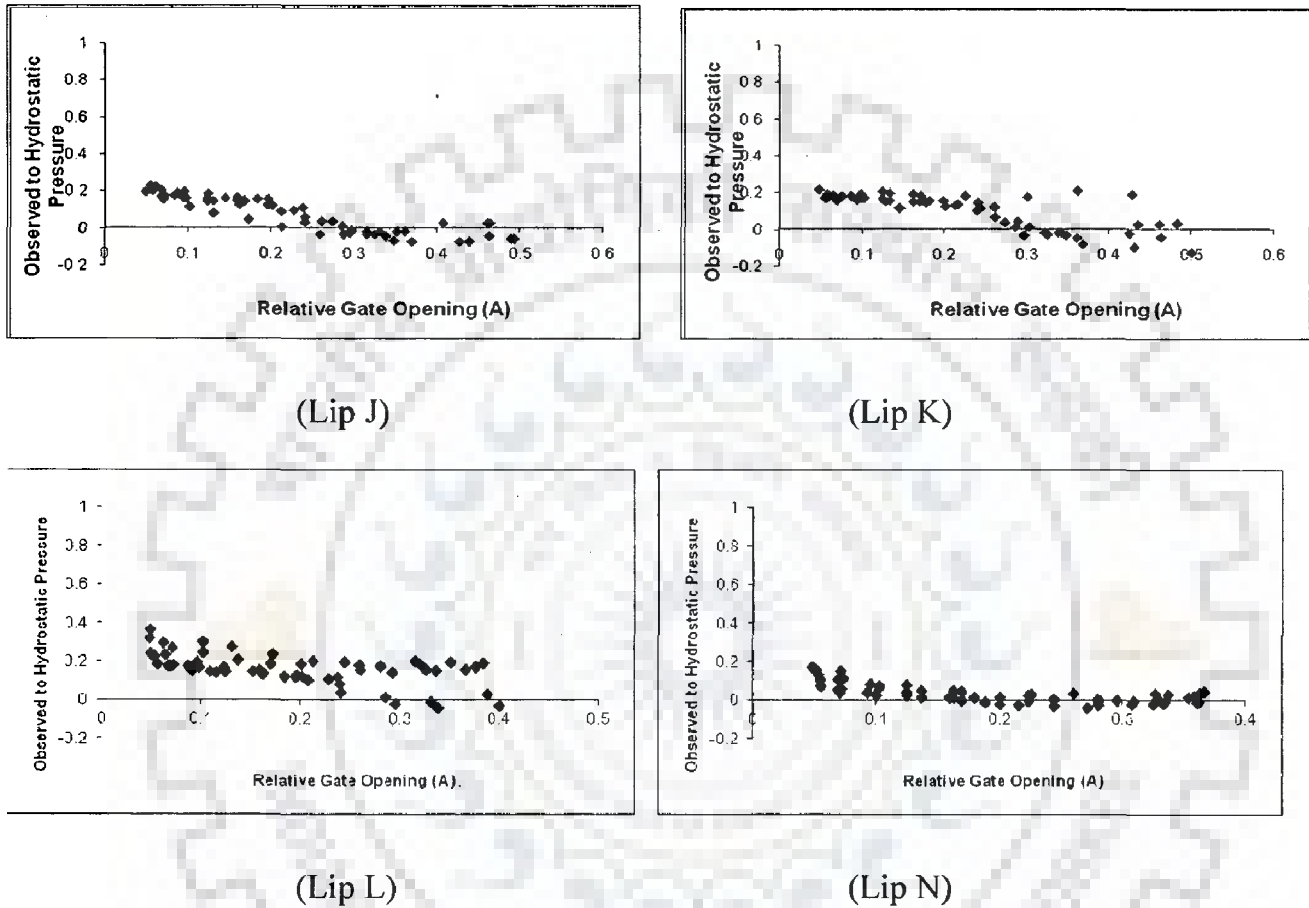 1
0.8
0.6
0.4
0.2
0
-0.2
0 0.1 0.2 0.3 0.4 0.5 0.6
Observed to Hydrostatic
Pressure
Relative Gate Opening (A)
(Lip J)
1
0.8
0.6
0.4
0.2
0
-0.2
0 0.1 0.2 0.3 0.4 0.5 0.6
Observed to Hydrostatic
Pressure
Relative Gate Opening (A)
(Lip K)
1
0.8
0.6
0.4
0.2
0
-0.2
0 0.1 0.2 0.3 0.4 0.5
Observed to Hydrostatic Pressure
Relative Gate Opening (A).
(Lip L)
1
0.8
0.6
0.4
0.2
0
-0.2
0 0.1 0.2 0.3 0.4
Observed to Hydrostatic Pressure
Relative Gate Opening (A)
(Lip N)